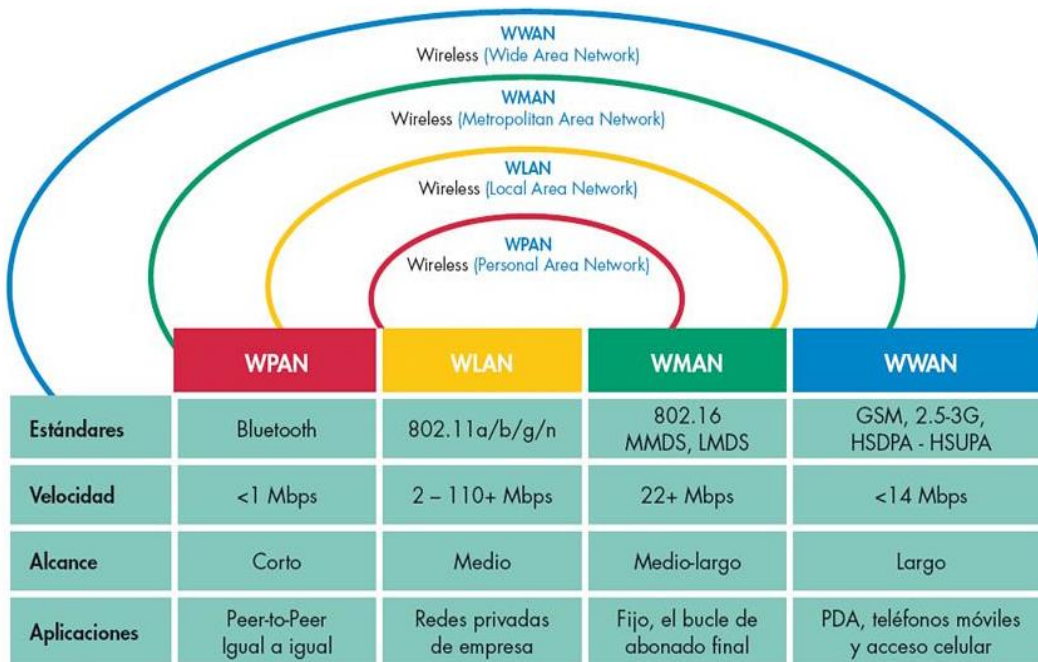 WWAN
Wireless (Wide Area Network)
WMAN
Wireless (Metropolitan Area Network)
WLAN
Wireless (Local Area Network)
WPAN
Wireless (Personal Area Network)
WPAN WLAN WMAN WWAN
Estándares Bluetooth 802.11a/b/g/n 802.16 GSM, 2.5-3G,
MMDS, LMDS HSDPA - HSUPA
Velocidad <1 Mbps 2 – 110+ Mbps 22+ Mbps <14 Mbps
Alcance Corto Medio Medio-largo Largo
Aplicaciones Peer-to-Peer Redes privadas Fijo, el bucle de PDA, teléfonos móviles
Igual a igual de empresa abonado final y acceso celular